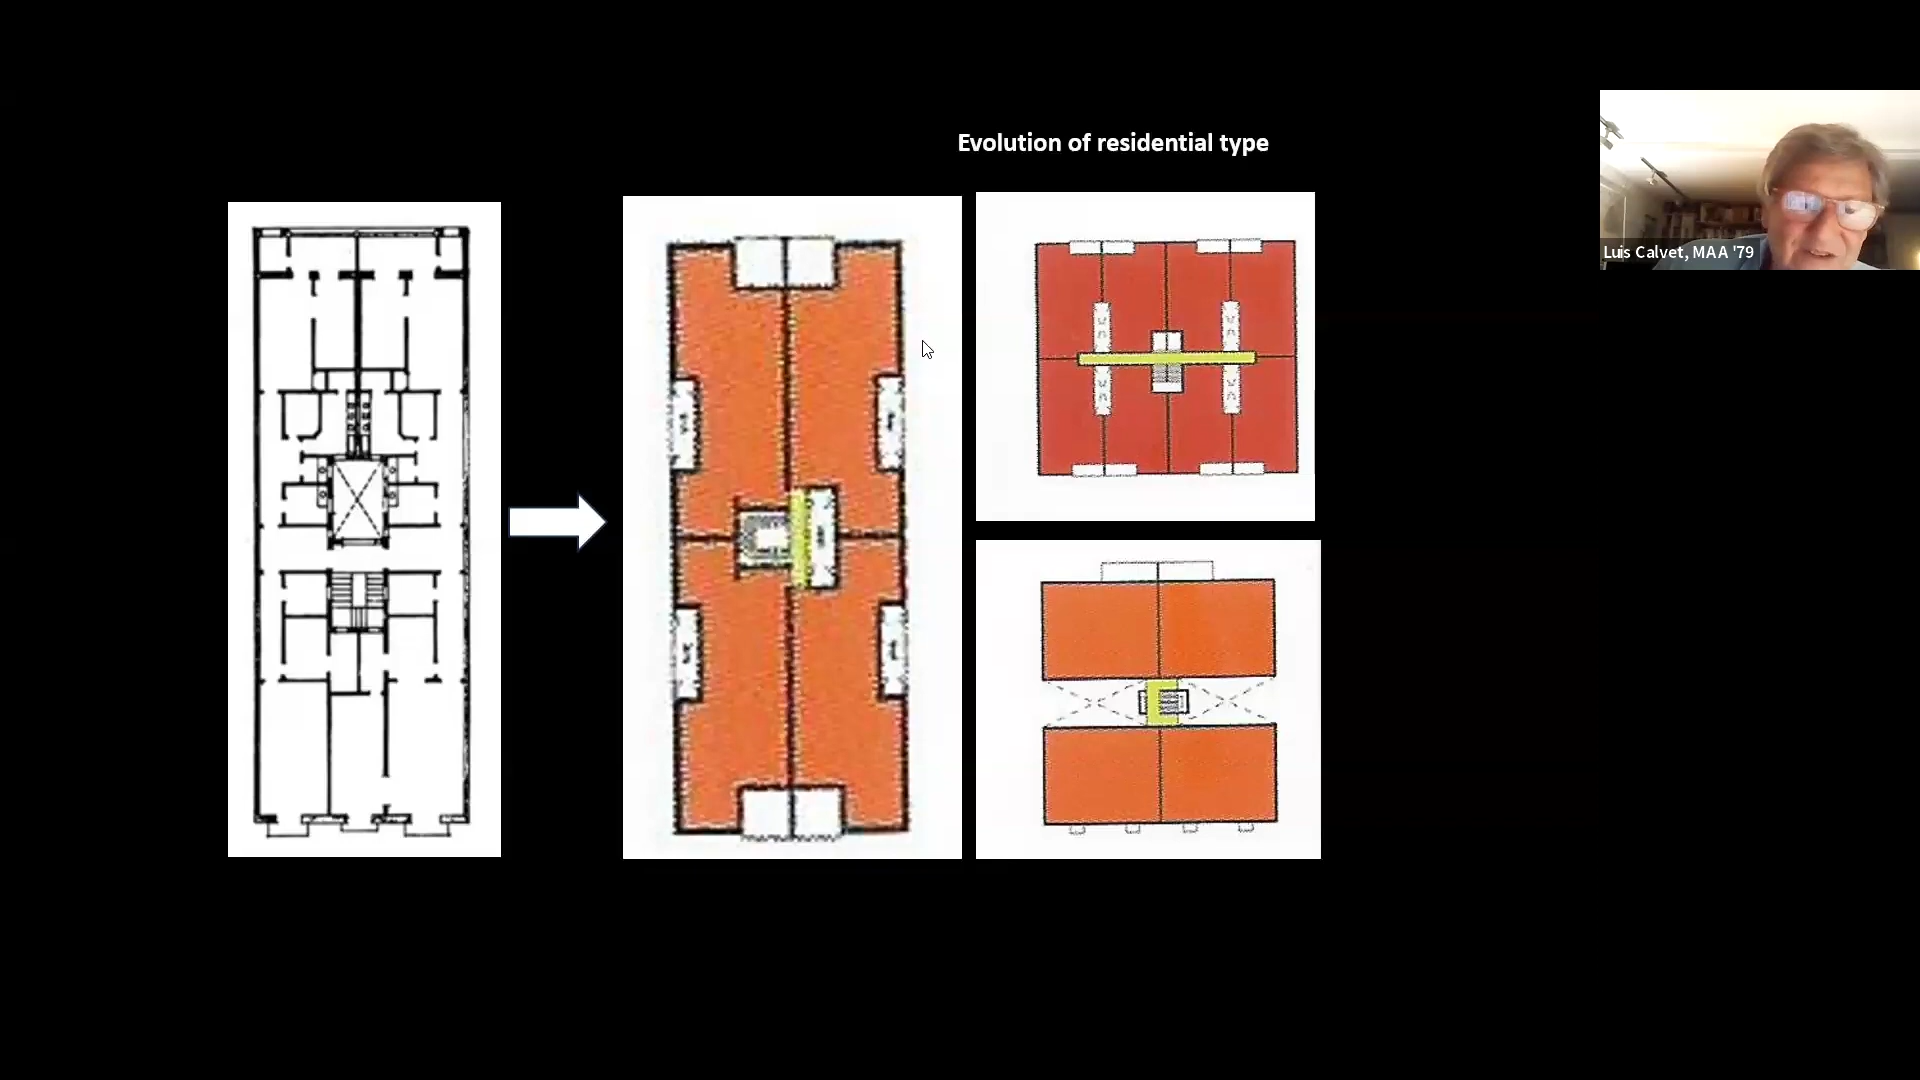 Evolution of residential type
Luis Calvet, MAA '79